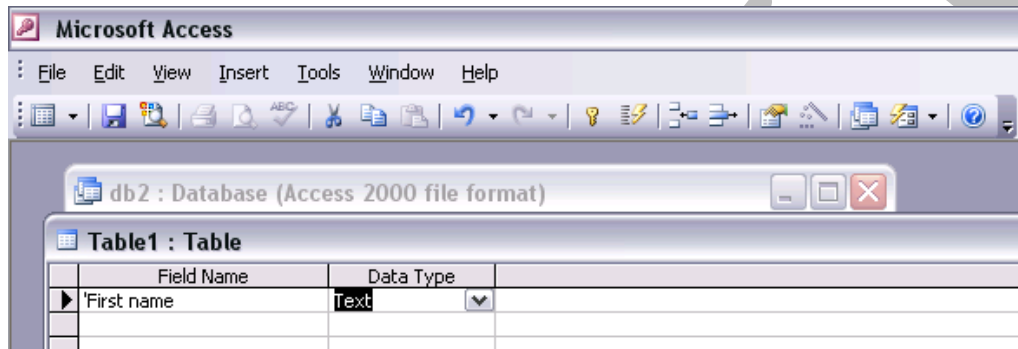 Microsoft Access
File Edit View Insert Tools Window Help
ABC
db2 : Database (Access 2000 file format)
Table1 : Table
Field Name Data Type
'First name Text